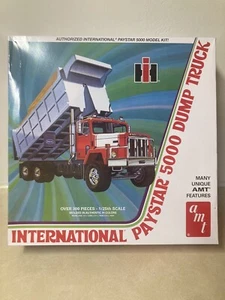 AUTHORIZED INTERNATIONAL® PAYSTAR 5000 MODEL KIT!
IH
INTERNATIONAL
PAYSTAR 5000 DUMP TRUCK
MANY
UNIQUE
AMT
FEATURES
OVER 300 PIECES - 1/25th SCALE
amt